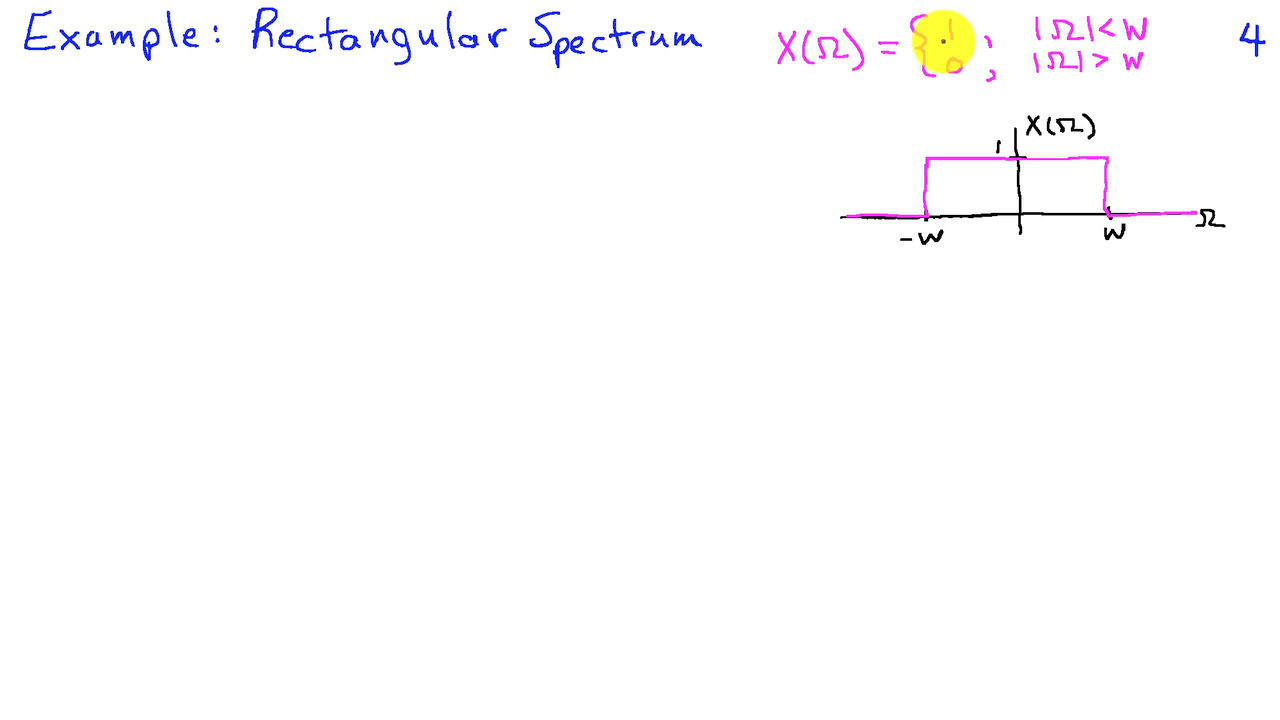 Example: Rectangular Spectrum
X(Ω) = { 1 ; |Ω| < W
0 ; |Ω| > W
4
X(Ω)
1
-W
W
Ω